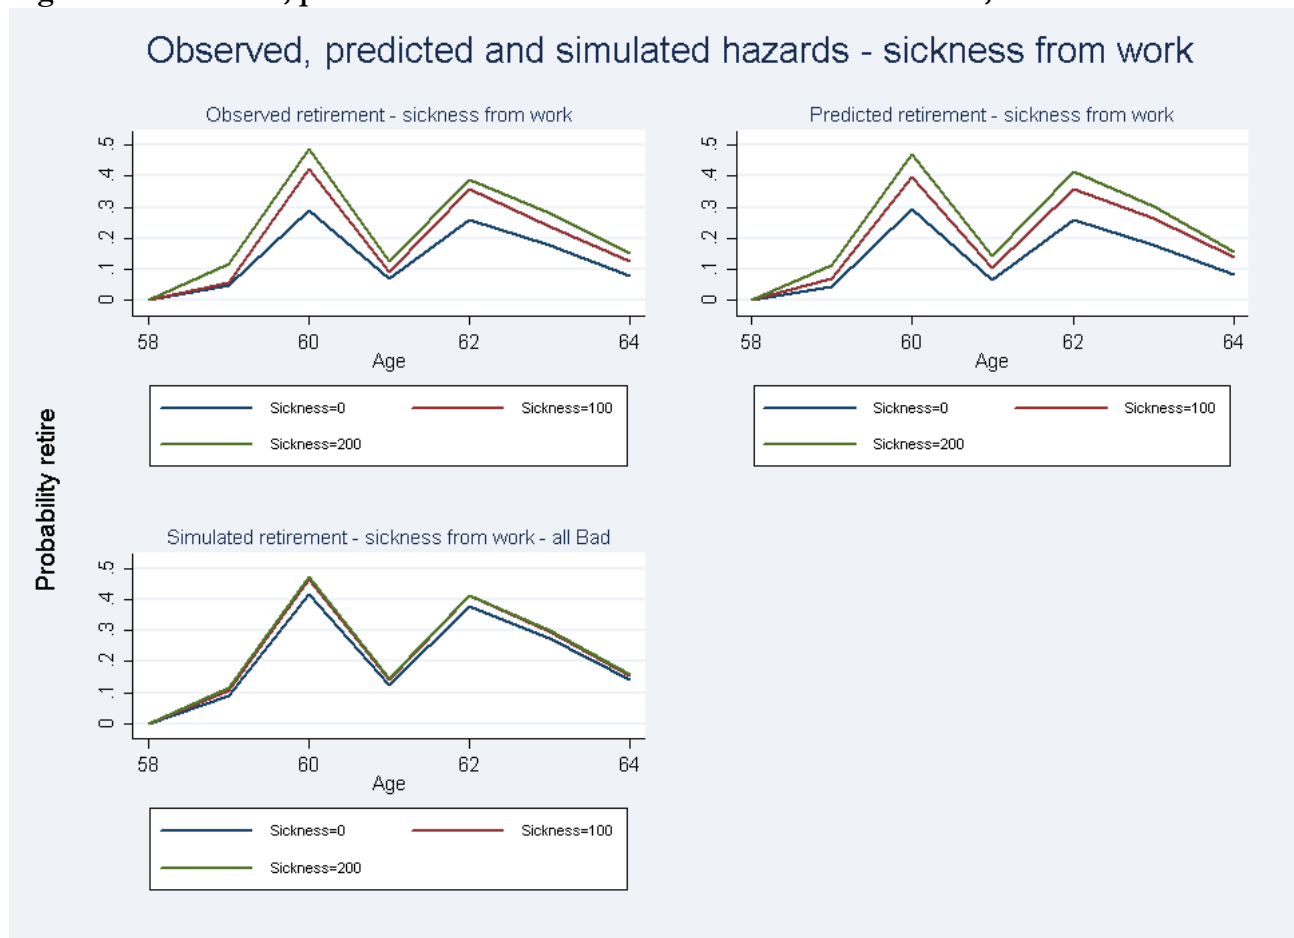 Observed, predicted and simulated hazards - sickness from work
Probability retire
Observed retirement - sickness from work
.5
.4
.3
.2
.1
0
58 60 62 64
Age
Sickness=0 Sickness=100
Sickness=200
Predicted retirement - sickness from work
.5
.4
.3
.2
.1
0
58 60 62 64
Age
Sickness=0 Sickness=100
Sickness=200
Simulated retirement - sickness from work - all Bad
.5
.4
.3
.2
.1
0
58 60 62 64
Age
Sickness=0 Sickness=100
Sickness=200